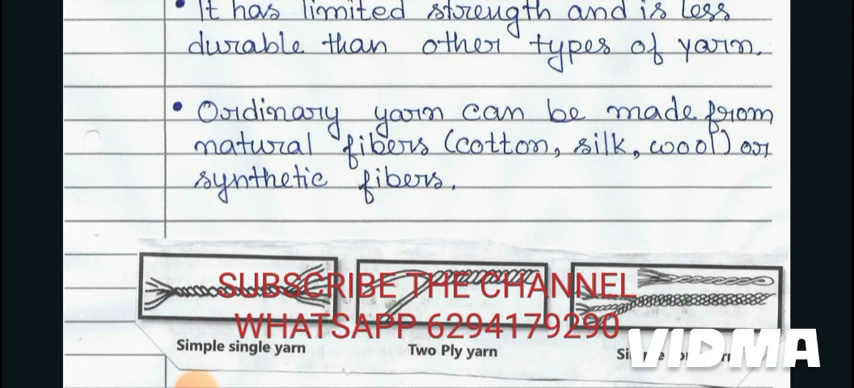 • It has limited strength and is less
durable than other types of yarn.
• Ordinary yarn can be made from
natural fibers (cotton, silk, wool) or
synthetic fibers.
SUBSCRIBE THE CHANNEL
WHATSAPP 6294179290
Simple single yarn
Two Ply yarn
VIDMA